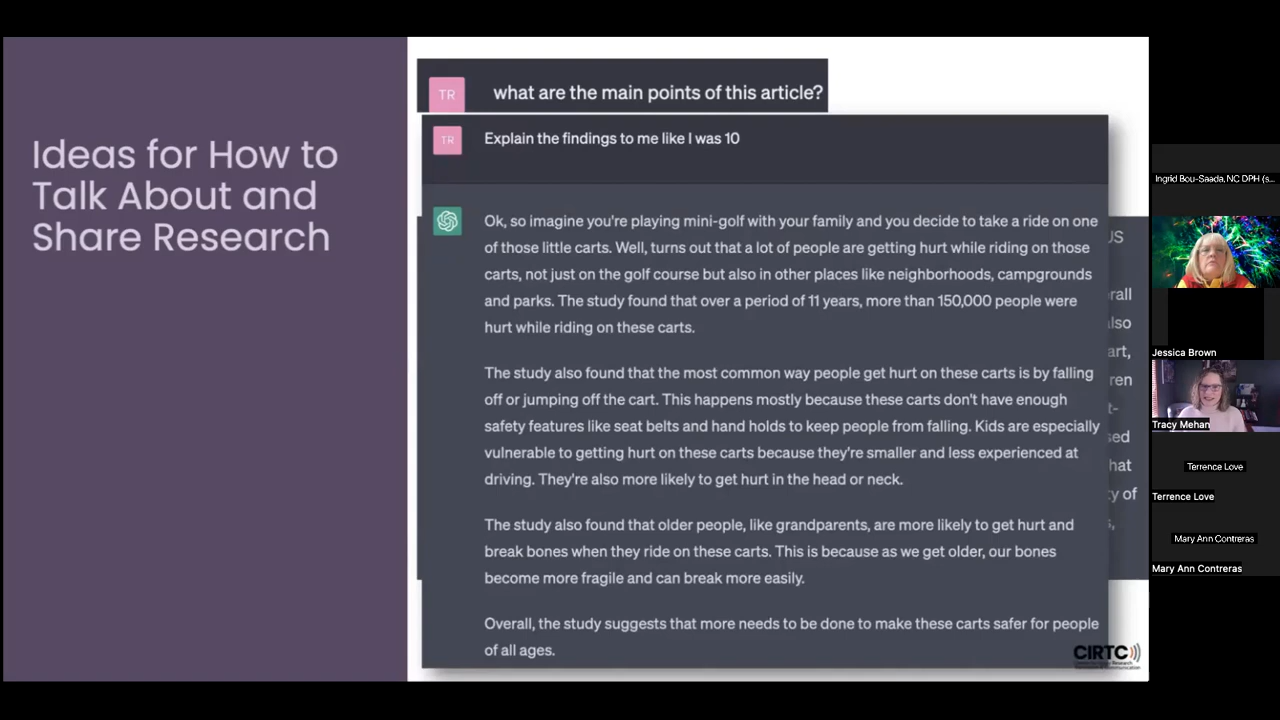 Ideas for How to
Talk About and
Share Research
TR
what are the main points of this article?
TR
Explain the findings to me like I was 10
Ok, so imagine you're playing mini-golf with your family and you decide to take a ride on one
of those little carts. Well, turns out that a lot of people are getting hurt while riding on those
carts, not just on the golf course but also in other places like neighborhoods, campgrounds
and parks. The study found that over a period of 11 years, more than 150,000 people were
hurt while riding on these carts.
The study also found that the most common way people get hurt on these carts is by falling
off or jumping off the cart. This happens mostly because these carts don't have enough
safety features like seat belts and hand holds to keep people from falling. Kids are especially
vulnerable to getting hurt on these carts because they're smaller and less experienced at
driving. They're also more likely to get hurt in the head or neck.
The study also found that older people, like grandparents, are more likely to get hurt and
break bones when they ride on these carts. This is because as we get older, our bones
become more fragile and can break more easily.
Overall, the study suggests that more needs to be done to make these carts safer for people
of all ages.
US
erall
also
art,
ren
t-
sed
hat
ty of
s,
CIRTC
Ingrid Bou-Saada, NC DPH (s...
Jessica Brown
Tracy Mehan
Terrence Love
Terrence Love
Mary Ann Contreras
Mary Ann Contreras